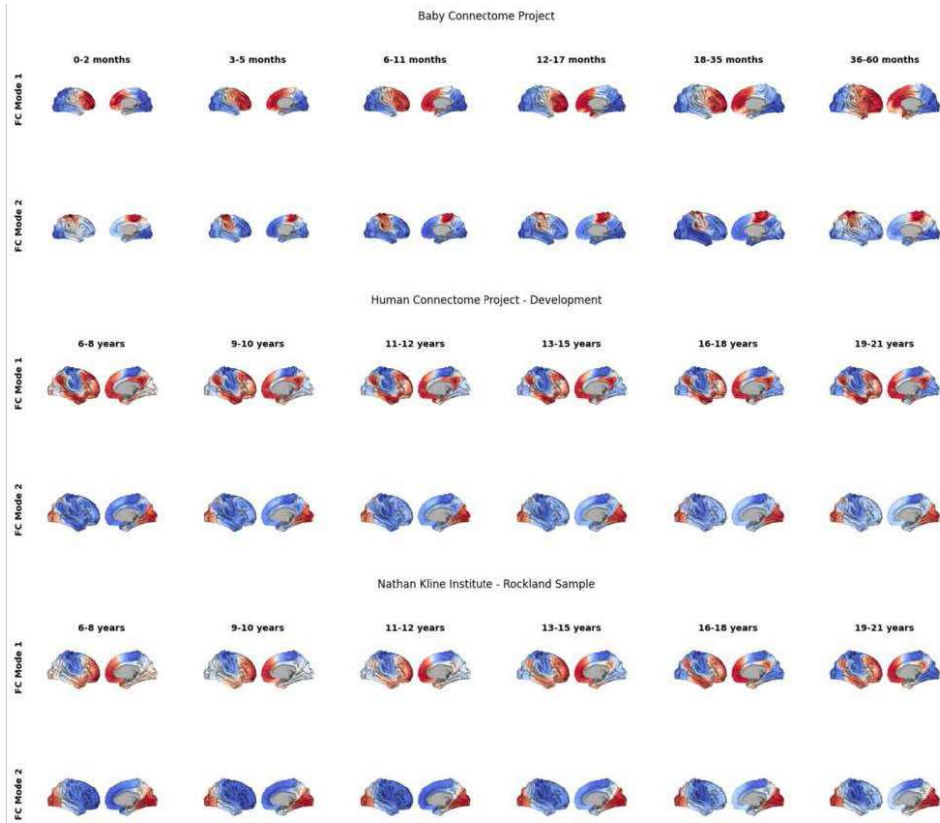 Baby Connectome Project
0-2 months 3-5 months 6-11 months 12-17 months 18-35 months 36-60 months
FC Mode 1
FC Mode 2
Human Connectome Project - Development
6-8 years 9-10 years 11-12 years 13-15 years 16-18 years 19-21 years
FC Mode 1
FC Mode 2
Nathan Kline Institute - Rockland Sample
6-8 years 9-10 years 11-12 years 13-15 years 16-18 years 19-21 years
FC Mode 1
FC Mode 2